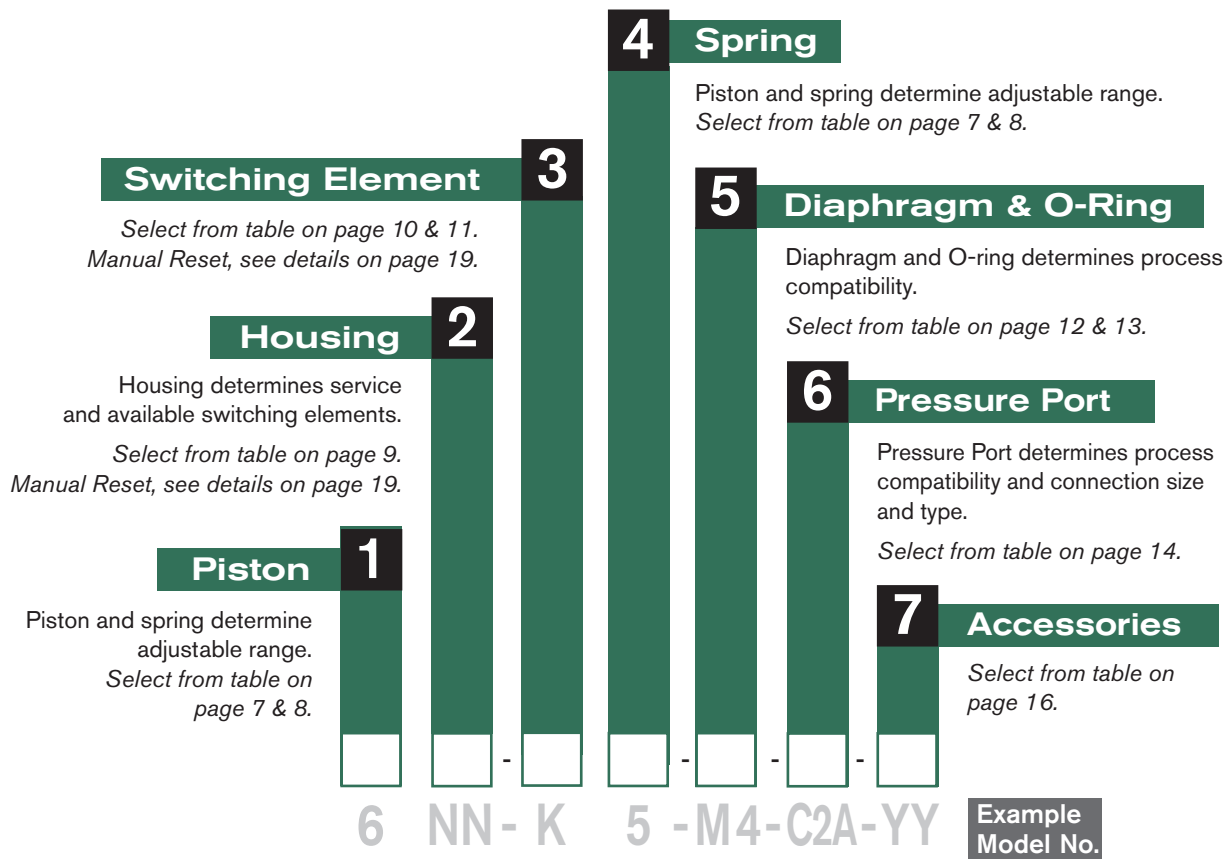 4 Spring
Piston and spring determine adjustable range.
Select from table on page 7 & 8.
Switching Element 3
Select from table on page 10 & 11.
Manual Reset, see details on page 19.
5 Diaphragm & O-Ring
Diaphragm and O-ring determines process
compatibility.
Select from table on page 12 & 13.
Housing 2
Housing determines service
and available switching elements.
Select from table on page 9.
Manual Reset, see details on page 19.
6 Pressure Port
Pressure Port determines process
compatibility and connection size
and type.
Select from table on page 14.
Piston 1
Piston and spring determine
adjustable range.
Select from table on
page 7 & 8.
7 Accessories
Select from table on
page 16.
- - - -
6 NN - K 5 - M4 - C2A - YY
Example
Model No.